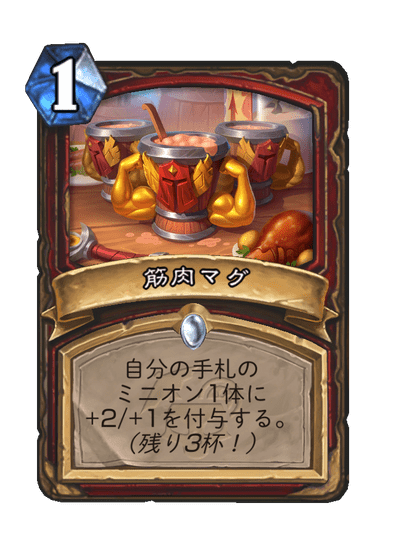 1
筋肉マグ
自分の手札の
ミニオン1体に
+2/+1を付与する。
(残り3杯！)